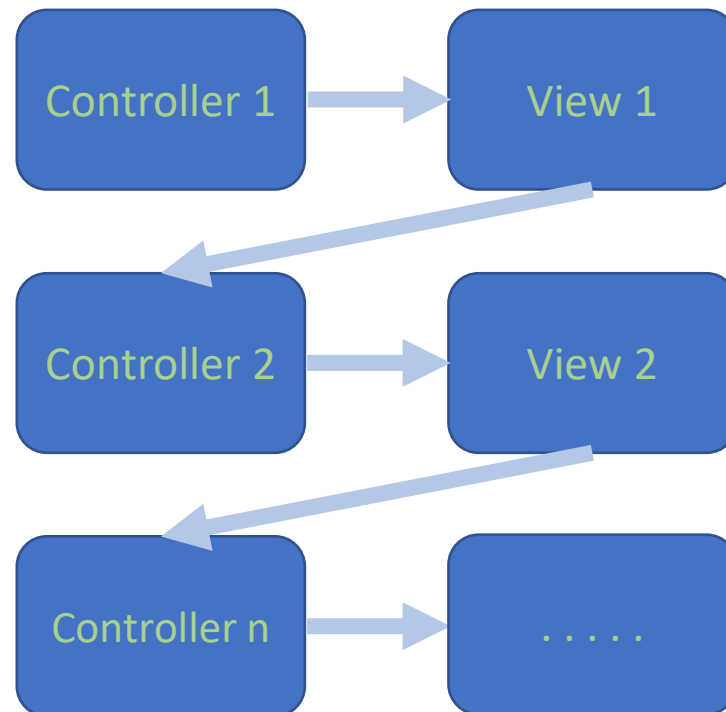 Controller 1
View 1
Controller 2
View 2
Controller n
. . . . .